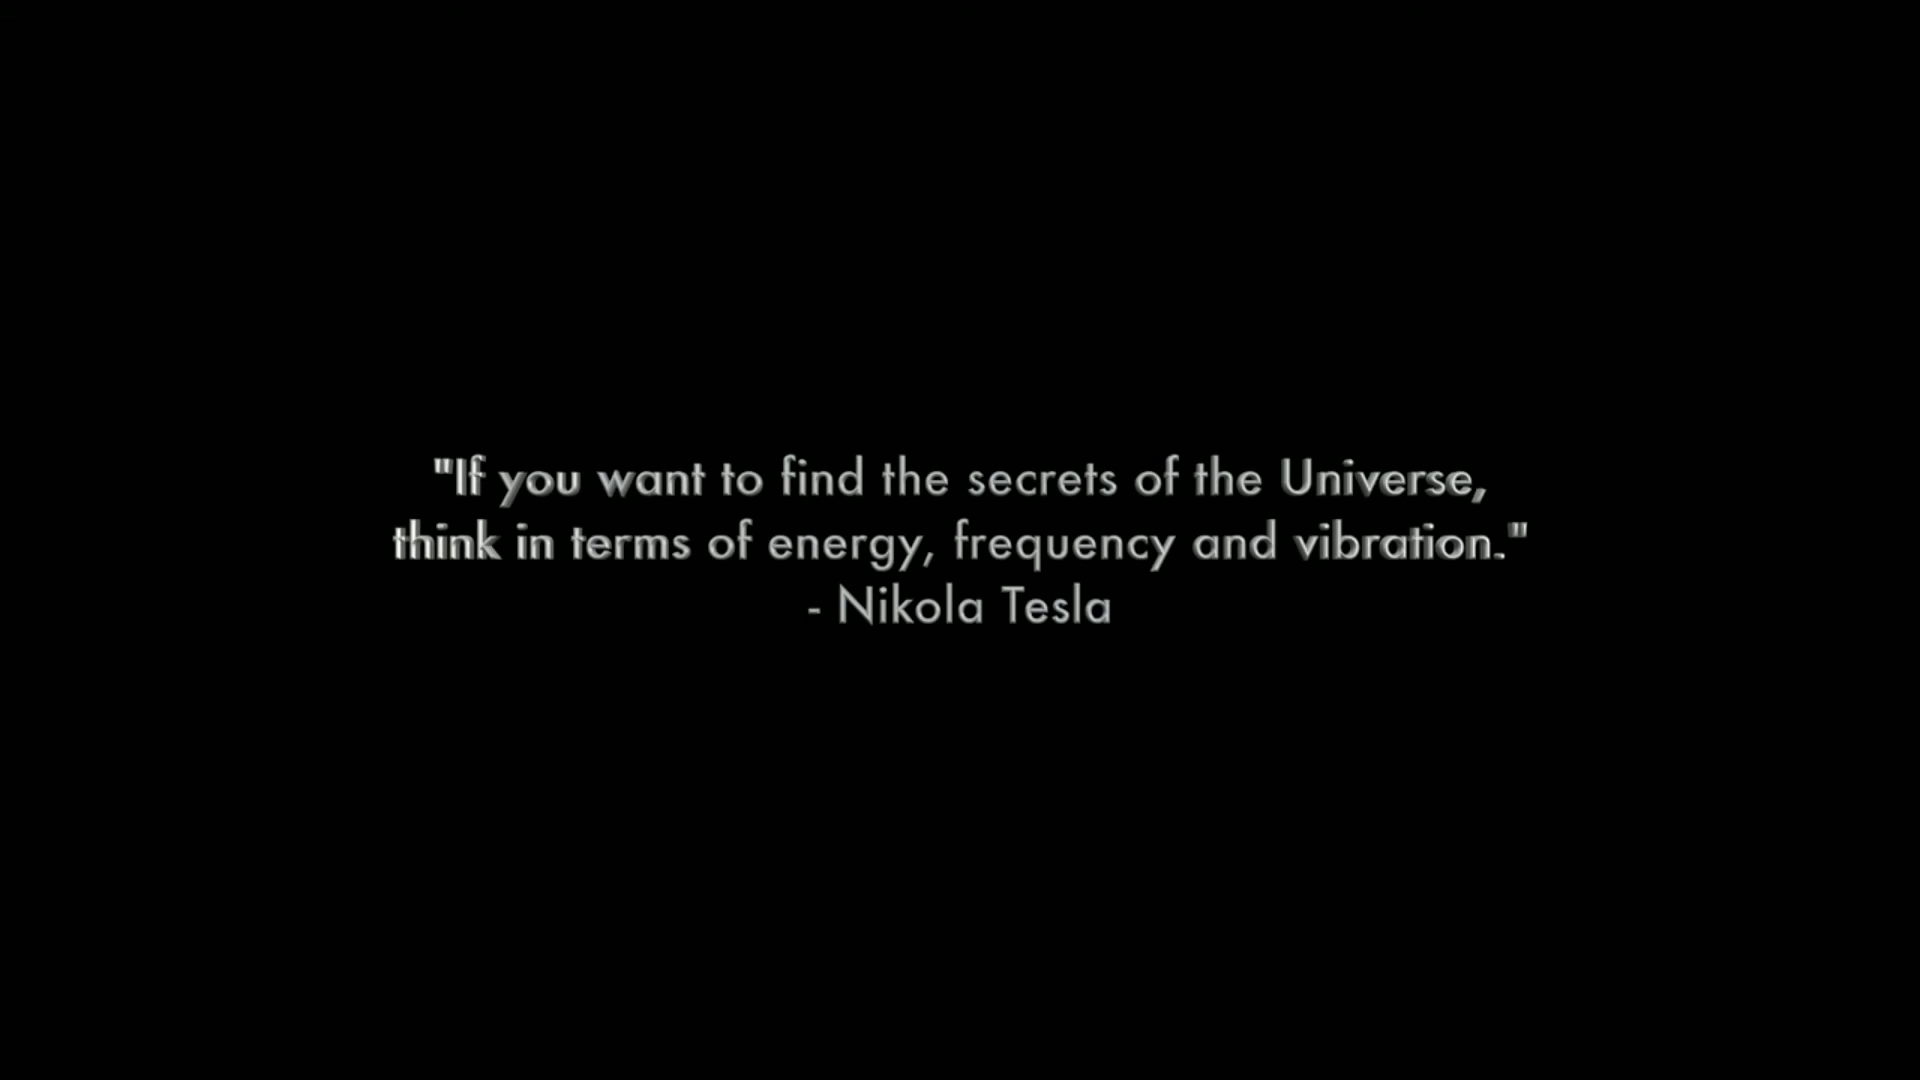 "If you want to find the secrets of the Universe,
think in terms of energy, frequency and vibration."
- Nikola Tesla